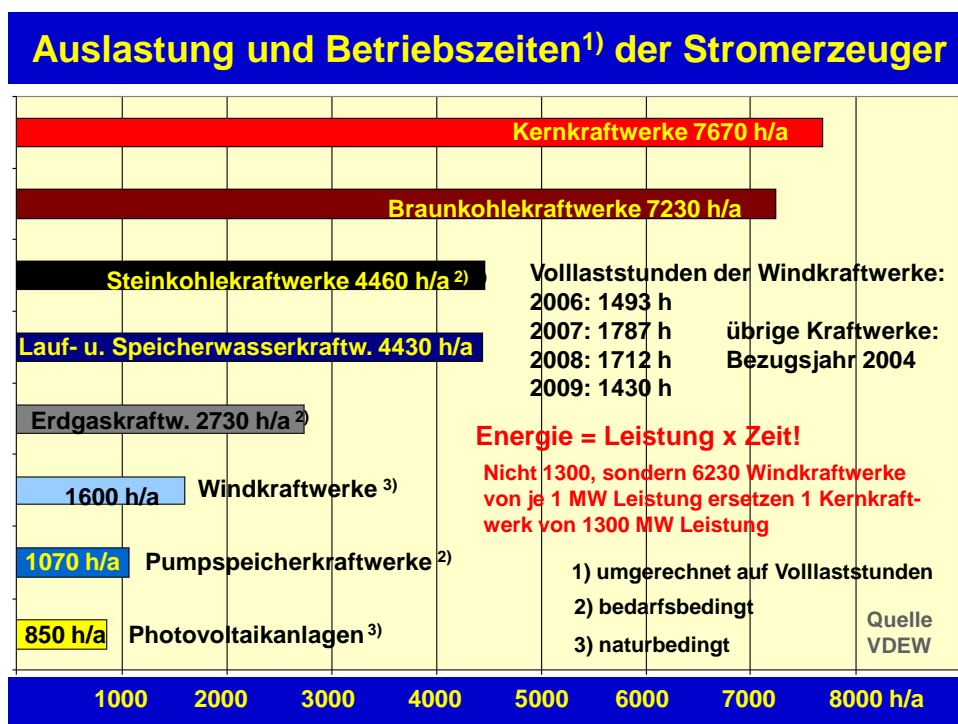 Auslastung und Betriebszeiten1) der Stromerzeuger
Kernkraftwerke 7670 h/a
Braunkohlekraftwerke 7230 h/a
Steinkohlekraftwerke 4460 h/a 2)
Lauf- u. Speicherwasserkraftw. 4430 h/a
Erdgaskraftw. 2730 h/a 2)
1600 h/a Windkraftwerke 3)
1070 h/a Pumpspeicherkraftwerke 2)
850 h/a Photovoltaikanlagen 3)
Volllaststunden der Windkraftwerke:
2006: 1493 h
2007: 1787 h übrige Kraftwerke:
2008: 1712 h Bezugsjahr 2004
2009: 1430 h
Energie = Leistung x Zeit!
Nicht 1300, sondern 6230 Windkraftwerke
von je 1 MW Leistung ersetzen 1 Kernkraft-
werk von 1300 MW Leistung
1) umgerechnet auf Volllaststunden
2) bedarfsbedingt
3) naturbedingt
Quelle
VDEW
1000 2000 3000 4000 5000 6000 7000 8000 h/a